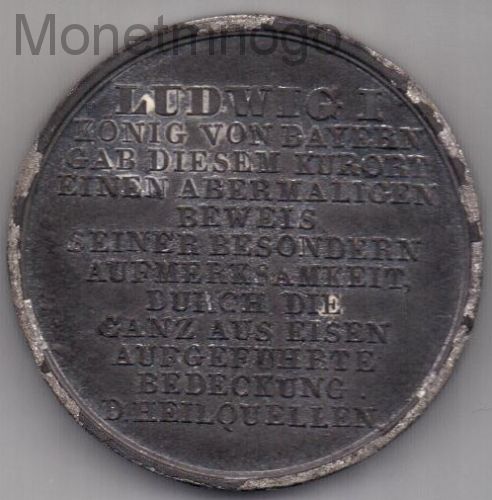 Monetmnogo
LUDWIG I
KÖNIG VON BAYERN
GAB DIESEM KURORT
EINEN ABERMALIGEN
BEWEIS
SEINER BESONDERN
AUFMERKSAMKEIT,
DURCH DIE
GANZ AUS EISEN
AUFGEFÜHRTE
BEDECKUNG
D.HEILQUELLEN.